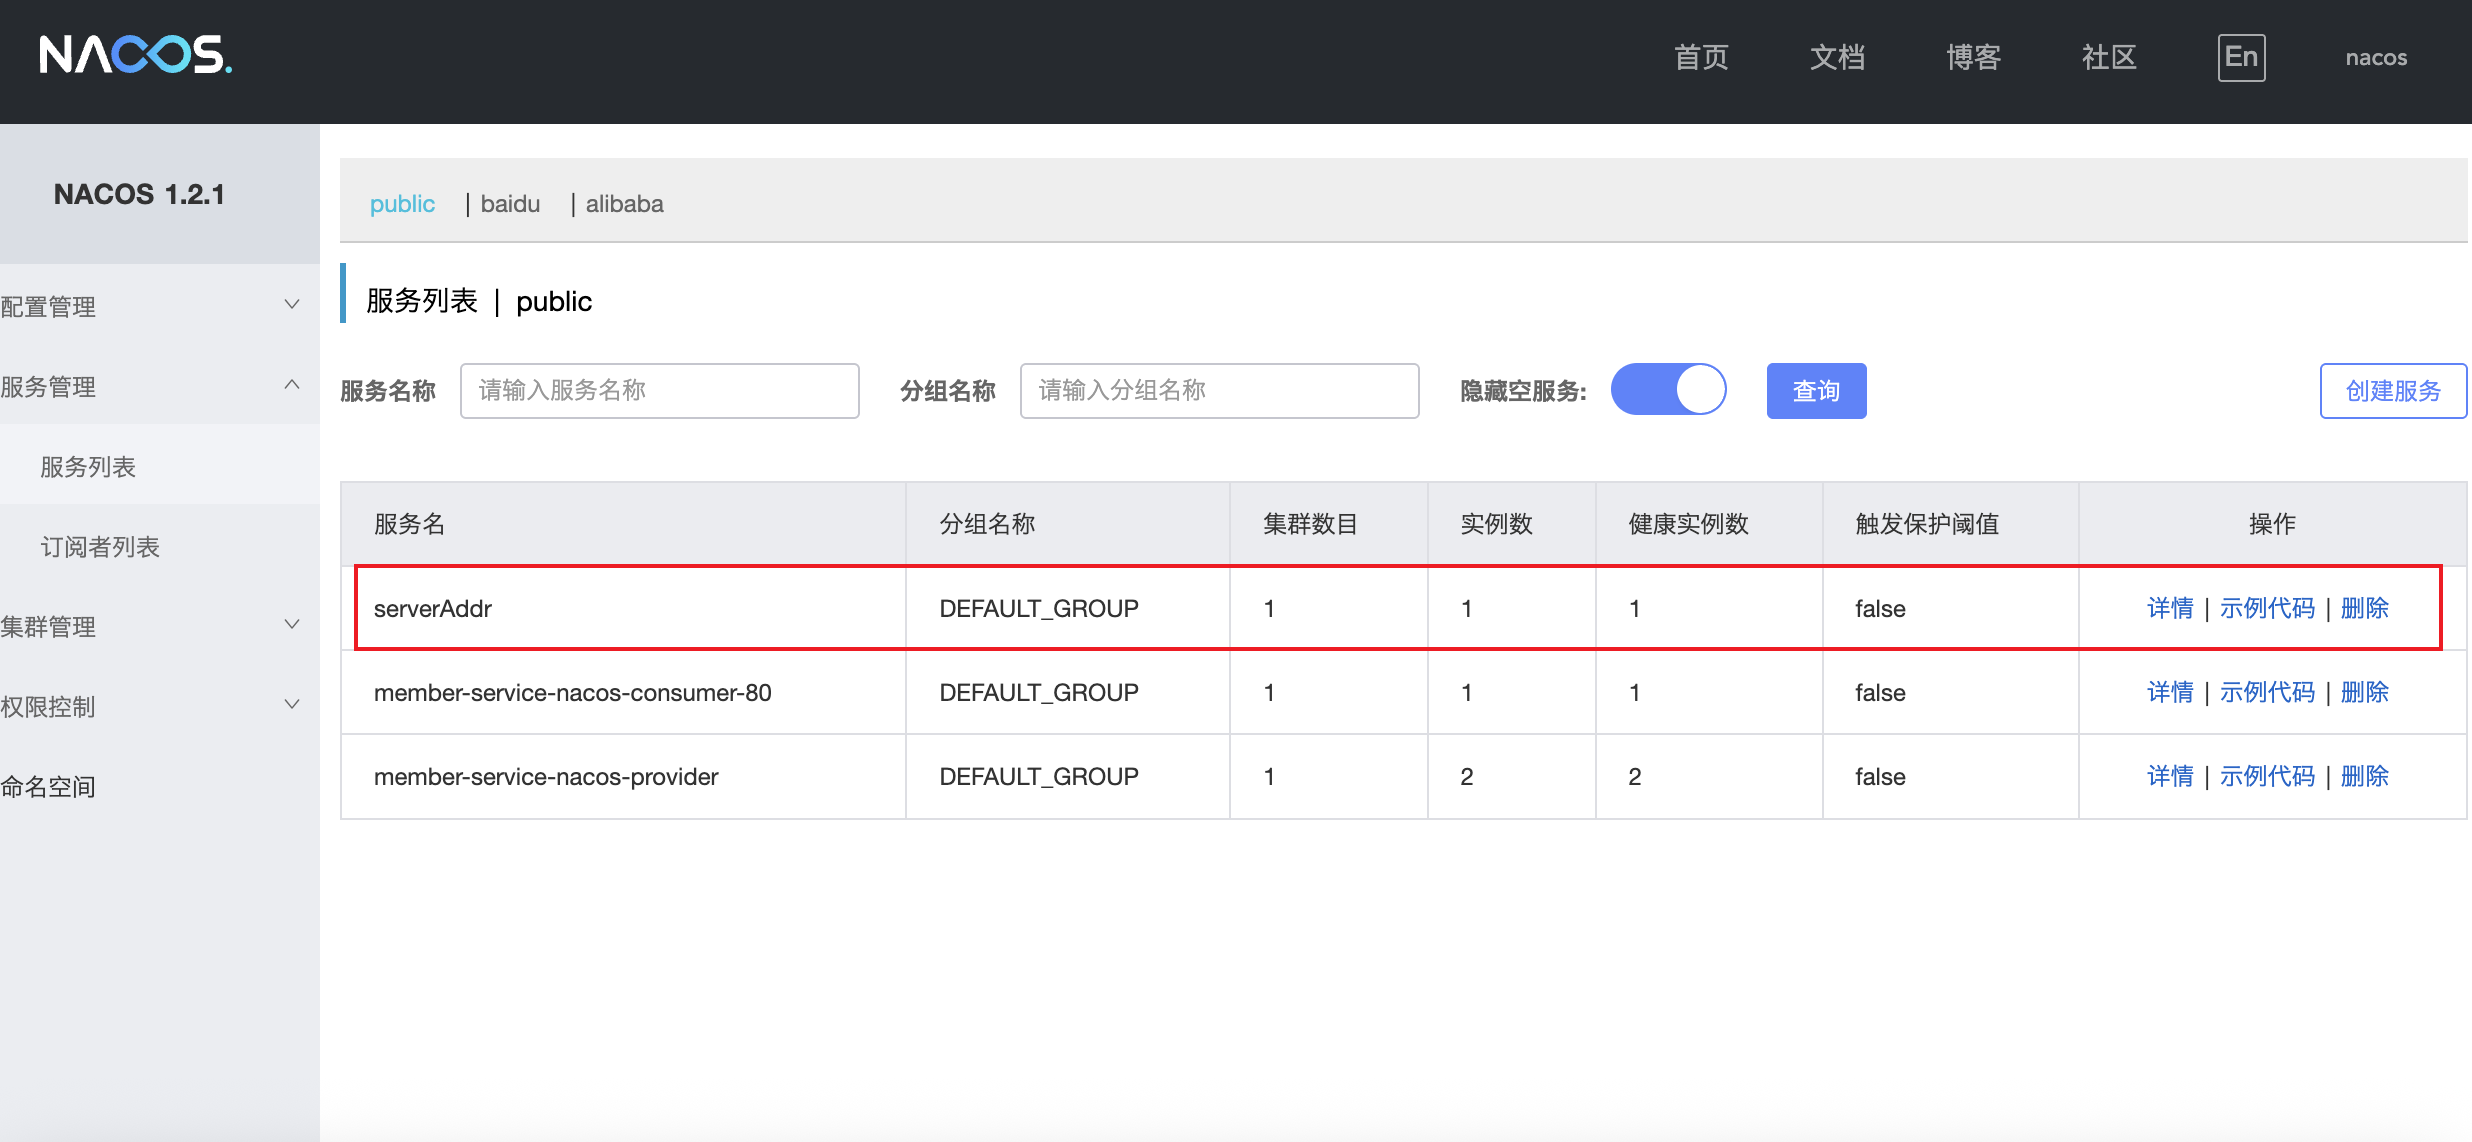 NACOS.
首页 文档 博客 社区 En nacos
NACOS 1.2.1
配置管理
服务管理
服务列表
订阅者列表
集群管理
权限控制
命名空间
public | baidu | alibaba
服务列表 | public
服务名称 请输入服务名称 分组名称 请输入分组名称 隐藏空服务: 查询 创建服务
服务名 分组名称 集群数目 实例数 健康实例数 触发保护阈值 操作
serverAddr DEFAULT_GROUP 1 1 1 false 详情 | 示例代码 | 删除
member-service-nacos-consumer-80 DEFAULT_GROUP 1 1 1 false 详情 | 示例代码 | 删除
member-service-nacos-provider DEFAULT_GROUP 1 2 2 false 详情 | 示例代码 | 删除